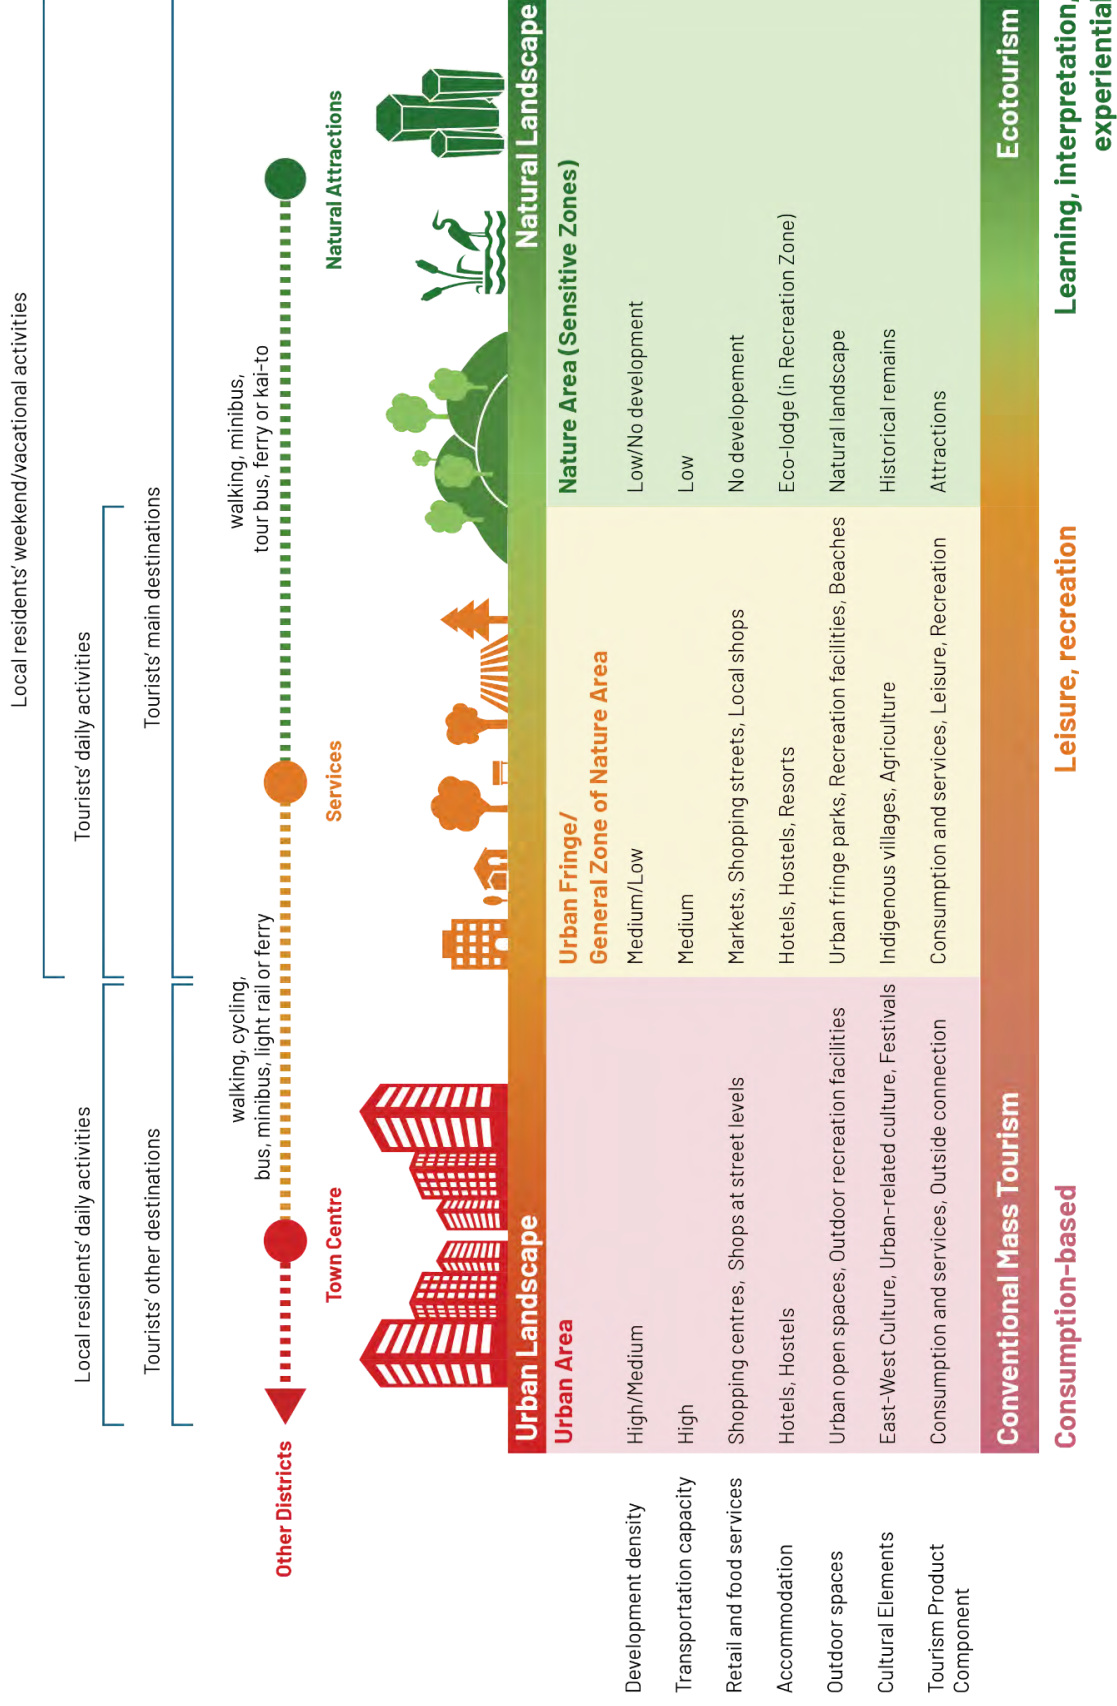 Local residents' weekend/vacational activities
Local residents' daily activities
Tourists' daily activities
Tourists' other destinations
Tourists' main destinations
walking, cycling,
bus, minibus, light rail or ferry
walking, minibus,
tour bus, ferry or kai-to
Other Districts
Town Centre
Services
Natural Attractions
Urban Landscape
Natural Landscape
Urban Area
Urban Fringe/
General Zone of Nature Area
Nature Area (Sensitive Zones)
Development density
High/Medium
Medium/Low
Low/No development
Transportation capacity
High
Medium
Low
Retail and food services
Shopping centres, Shops at street levels
Markets, Shopping streets, Local shops
No developement
Accommodation
Hotels, Hostels
Hotels, Hostels, Resorts
Eco-lodge (in Recreation Zone)
Outdoor spaces
Urban open spaces, Outdoor recreation facilities
Urban fringe parks, Recreation facilities, Beaches
Natural landscape
Cultural Elements
East-West Culture, Urban-related culture, Festivals
Indigenous villages, Agriculture
Historical remains
Tourism Product
Component
Consumption and services, Outside connection
Consumption and services, Leisure, Recreation
Attractions
Conventional Mass Tourism
Ecotourism
Consumption-based
Leisure, recreation
Learning, interpretation,
experiential